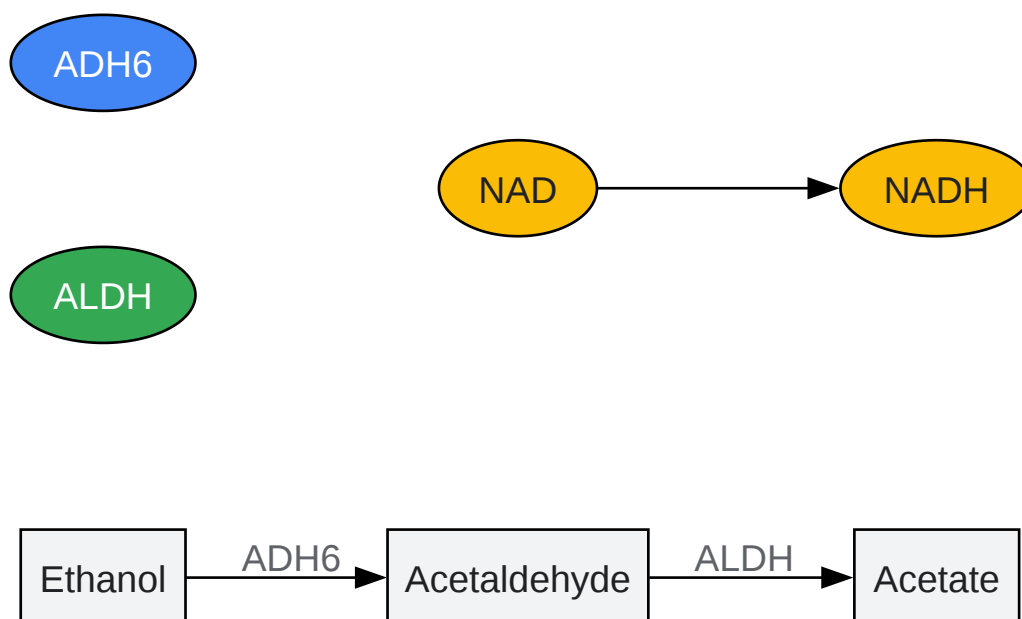 ADH6
NAD
NADH
ALDH
ADH6
ALDH
Ethanol
Acetaldehyde
Acetate